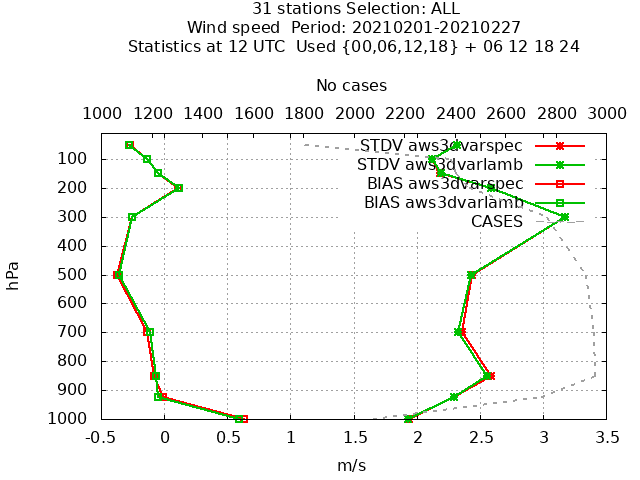 31 stations Selection: ALL
Wind speed  Period: 20210201-20210227
Statistics at 12 UTC  Used {00,06,12,18} + 06 12 18 24
No cases
1000 1200 1400 1600 1800 2000 2200 2400 2600 2800 3000
STDV aws3dvarspec
STDV aws3dvarlamb
BIAS aws3dvarspec
BIAS aws3dvarlamb
CASES
hPa
100
200
300
400
500
600
700
800
900
1000
-0.5 0 0.5 1 1.5 2 2.5 3 3.5
m/s